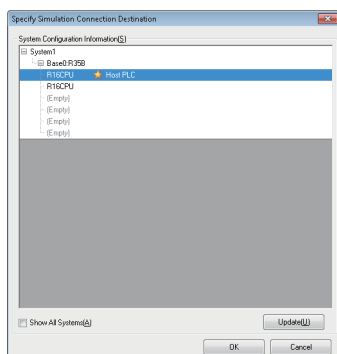 Specify Simulation Connection Destination
System Configuration Information(S)
System1
Base0:R35B
R16CPU Host PLC
R16CPU
(Empty)
(Empty)
(Empty)
(Empty)
Show All Systems(A)
Update(U)
OK Cancel